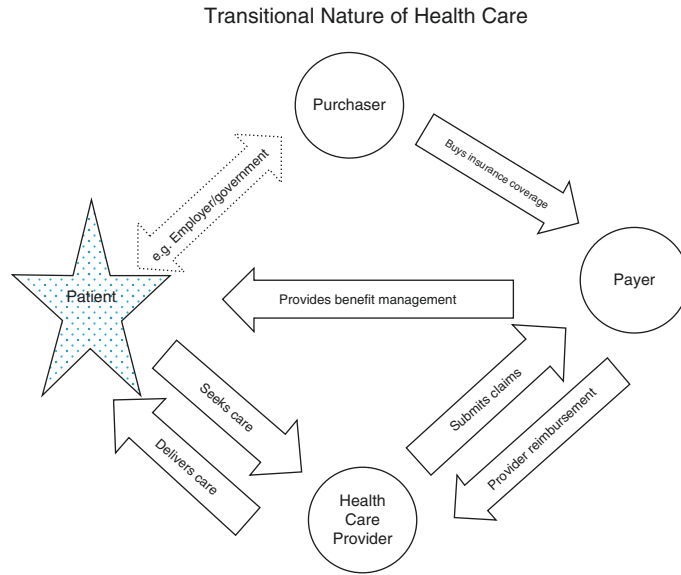 Transitional Nature of Health Care
Purchaser
Buys insurance coverage
e.g. Employer/government
Patient
Provides benefit management
Payer
Seeks care
Delivers care
Submits claims
Provider reimbursement
Health
Care
Provider